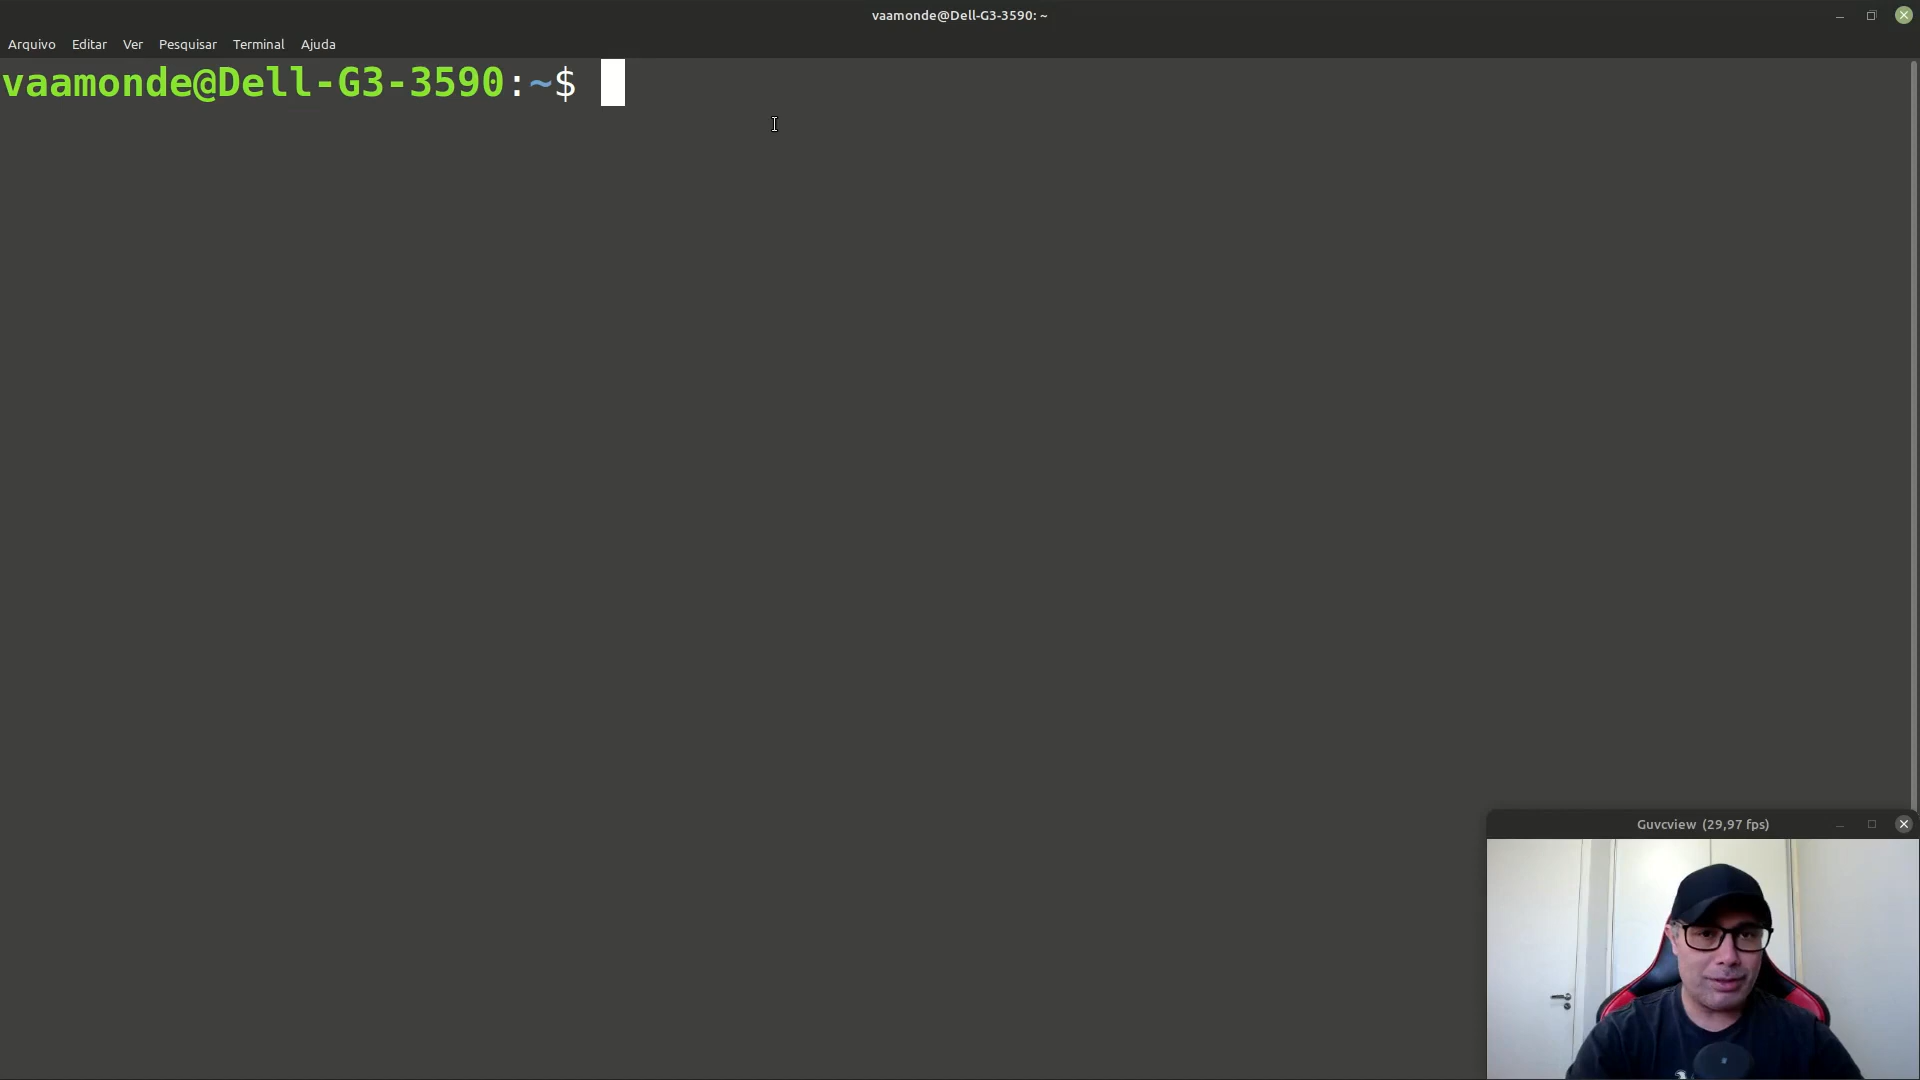 vaamonde@Dell-G3-3590: ~
Arquivo Editar Ver Pesquisar Terminal Ajuda
vaamonde@Dell-G3-3590:~$
Guvcview (29,97 fps)